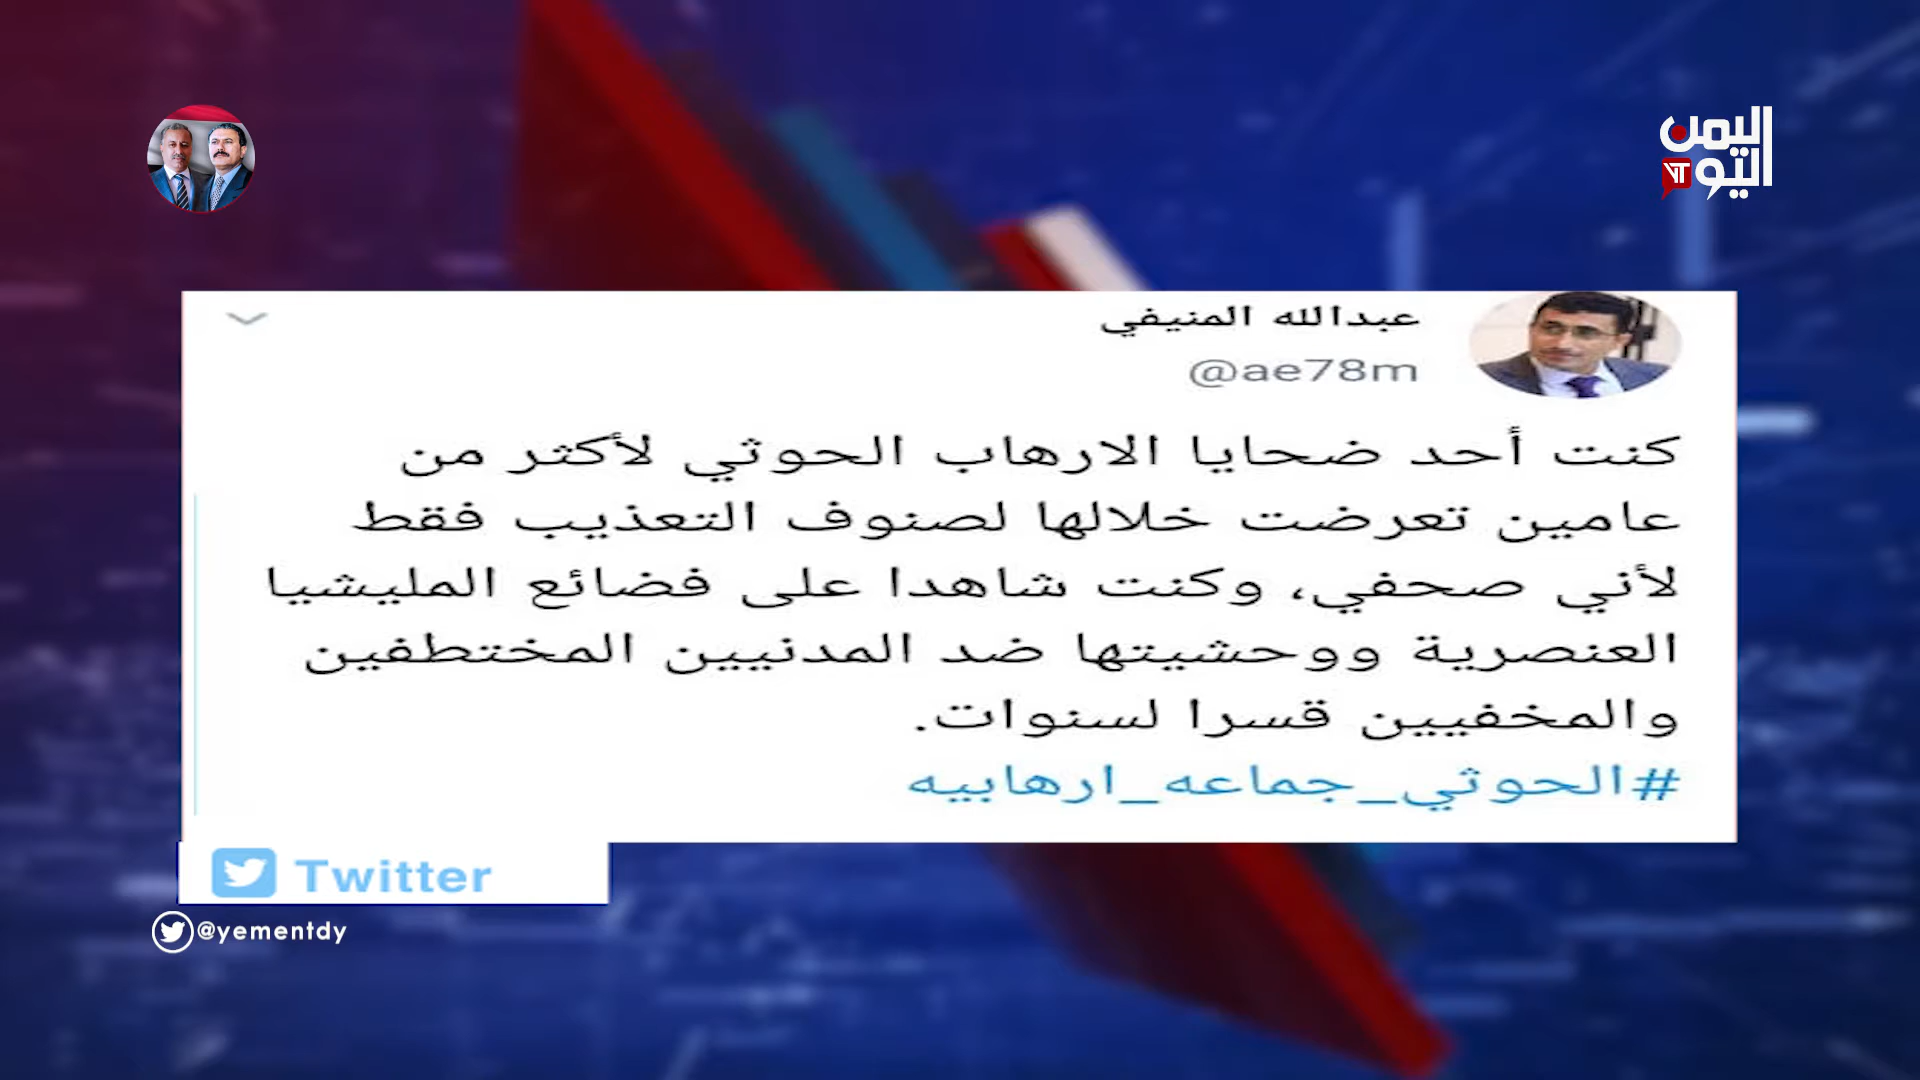 اليمن
اليوم
YT
عبدالله المنيفي
@ae78m
كنت أحد ضحايا الارهاب الحوثي لأكثر من
عامين تعرضت خلالها لصنوف التعذيب فقط
لأني صحفي، وكنت شاهدا على فضائع المليشيا
العنصرية ووحشيتها ضد المدنيين المختطفين
والمخفيين قسرا لسنوات.
#الحوثي_جماعه_ارهابيه
Twitter
@yementdy